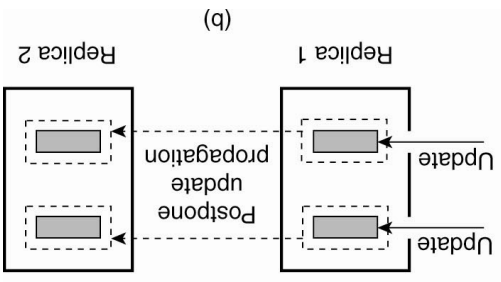 Update
Postpone
update
propagation
Update
Replica 1
Replica 2
(b)